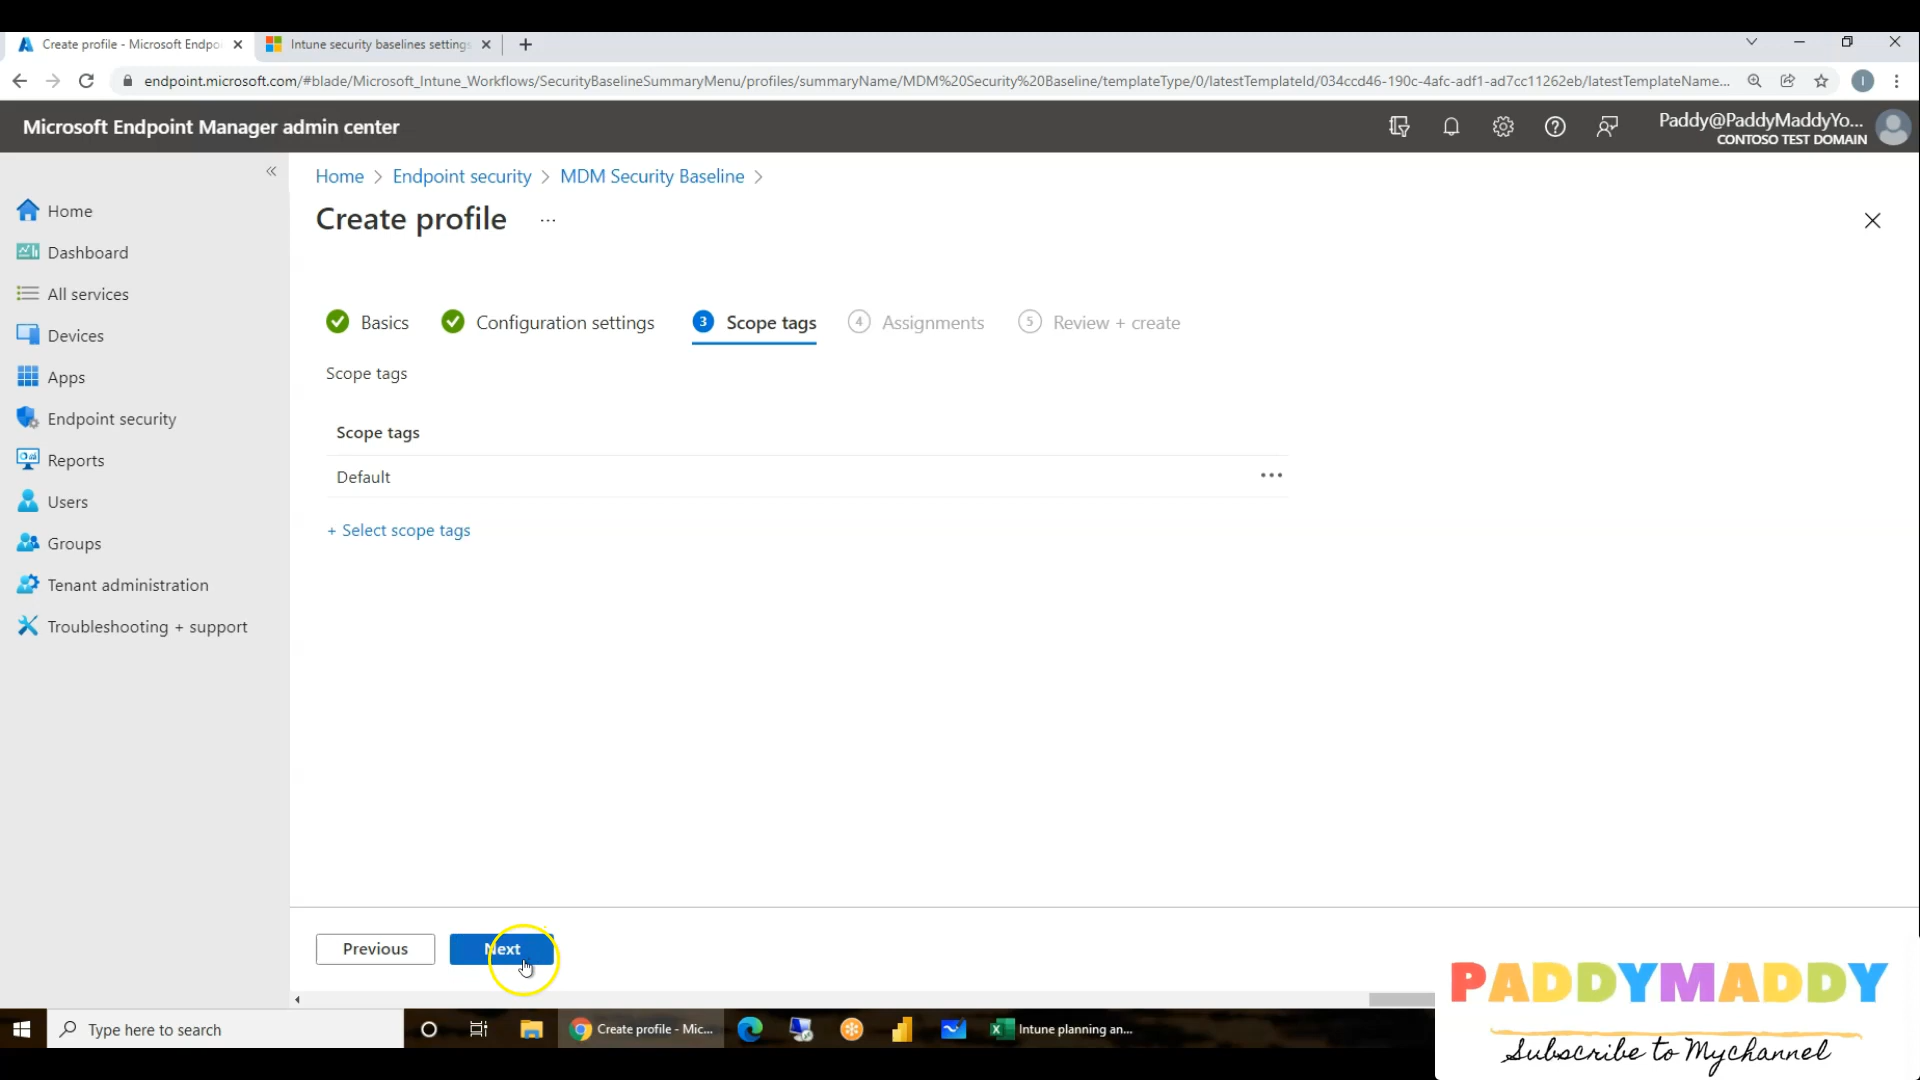 Create profile - Microsoft Endpo
Intune security baselines settings
endpoint.microsoft.com/#blade/Microsoft_Intune_Workflows/SecurityBaselineSummaryMenu/profiles/summaryName/MDM%20Security%20Baseline/templateType/0/latestTemplateId/034ccd46-190c-4afc-adf1-ad7cc11262eb/latestTemplateName...
I
Microsoft Endpoint Manager admin center
Paddy@PaddyMaddyYo...
CONTOSO TEST DOMAIN
Home > Endpoint security > MDM Security Baseline >
Create profile ...
Home
Dashboard
All services
Devices
Apps
Endpoint security
Reports
Users
Groups
Tenant administration
Troubleshooting + support
Basics
Configuration settings
3 Scope tags
4 Assignments
5 Review + create
Scope tags
Scope tags
Default
+ Select scope tags
Previous
Next
Type here to search
Create profile - Mic...
Intune planning an...
PADDYMADDY
Subscribe to Mychannel